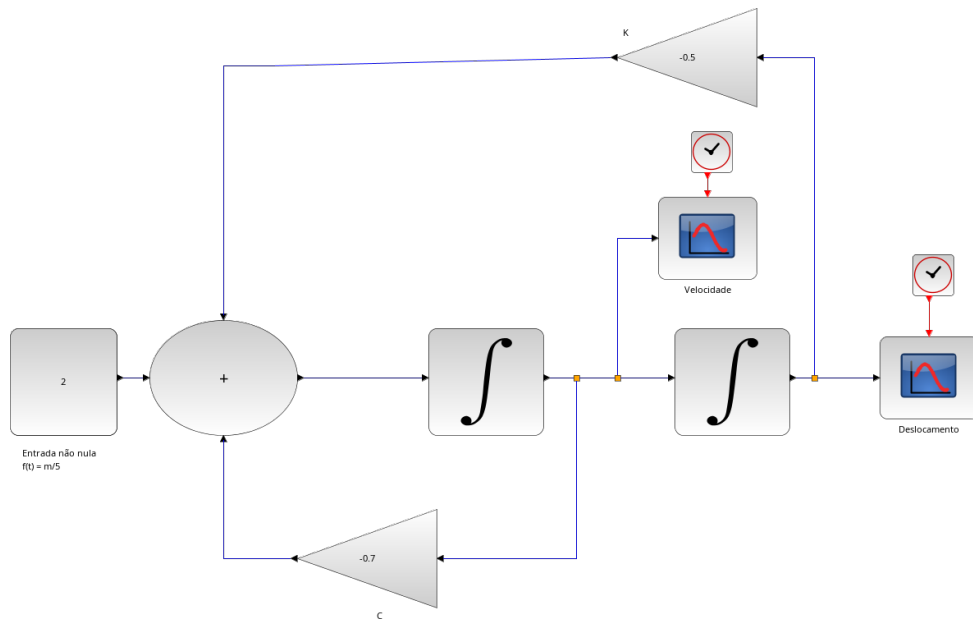 K
-0.5
Velocidade
2
+
Deslocamento
Entrada não nula
f(t) = m/5
-0.7
C